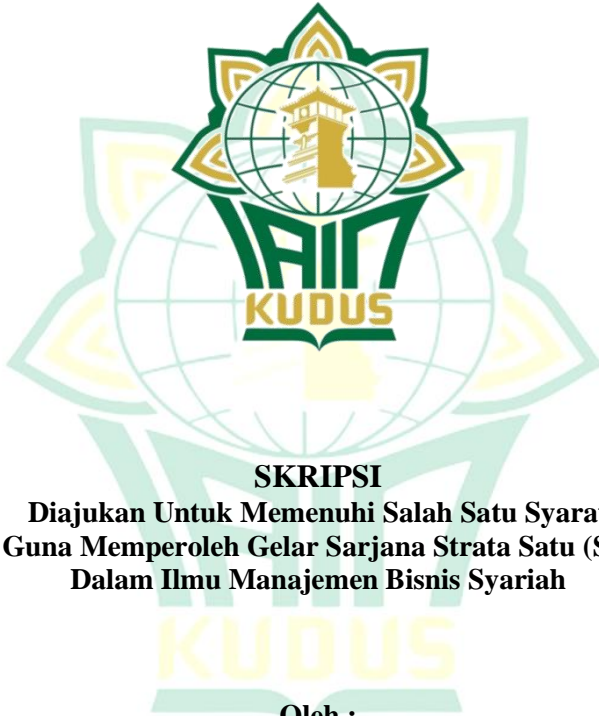 IAIN
KUDUS
SKRIPSI
Diajukan Untuk Memenuhi Salah Satu
Guna Memperoleh Gelar Sarjana Strata Satu
Dalam Ilmu Manajemen Bisnis Syariah
KUDUS
Oleh :